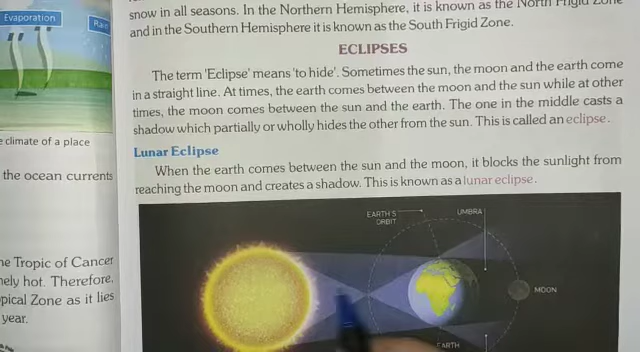 Evaporation
Rain
climate of a place
the ocean currents
Tropic of Cancer
hot. Therefore,
Zone as it lies
year.
snow in all seasons. In the Northern Hemisphere, it is known as the North Frigid Zone
and in the Southern Hemisphere it is known as the South Frigid Zone.
ECLIPSES
The term 'Eclipse' means 'to hide'. Sometimes the sun, the moon and the earth come
in a straight line. At times, the earth comes between the moon and the sun while at other
times, the moon comes between the sun and the earth. The one in the middle casts a
shadow which partially or wholly hides the other from the sun. This is called an eclipse.
Lunar Eclipse
When the earth comes between the sun and the moon, it blocks the sunlight from
reaching the moon and creates a shadow. This is known as a lunar eclipse.
EARTH'S
ORBIT
UMBRA
MOON
EARTH